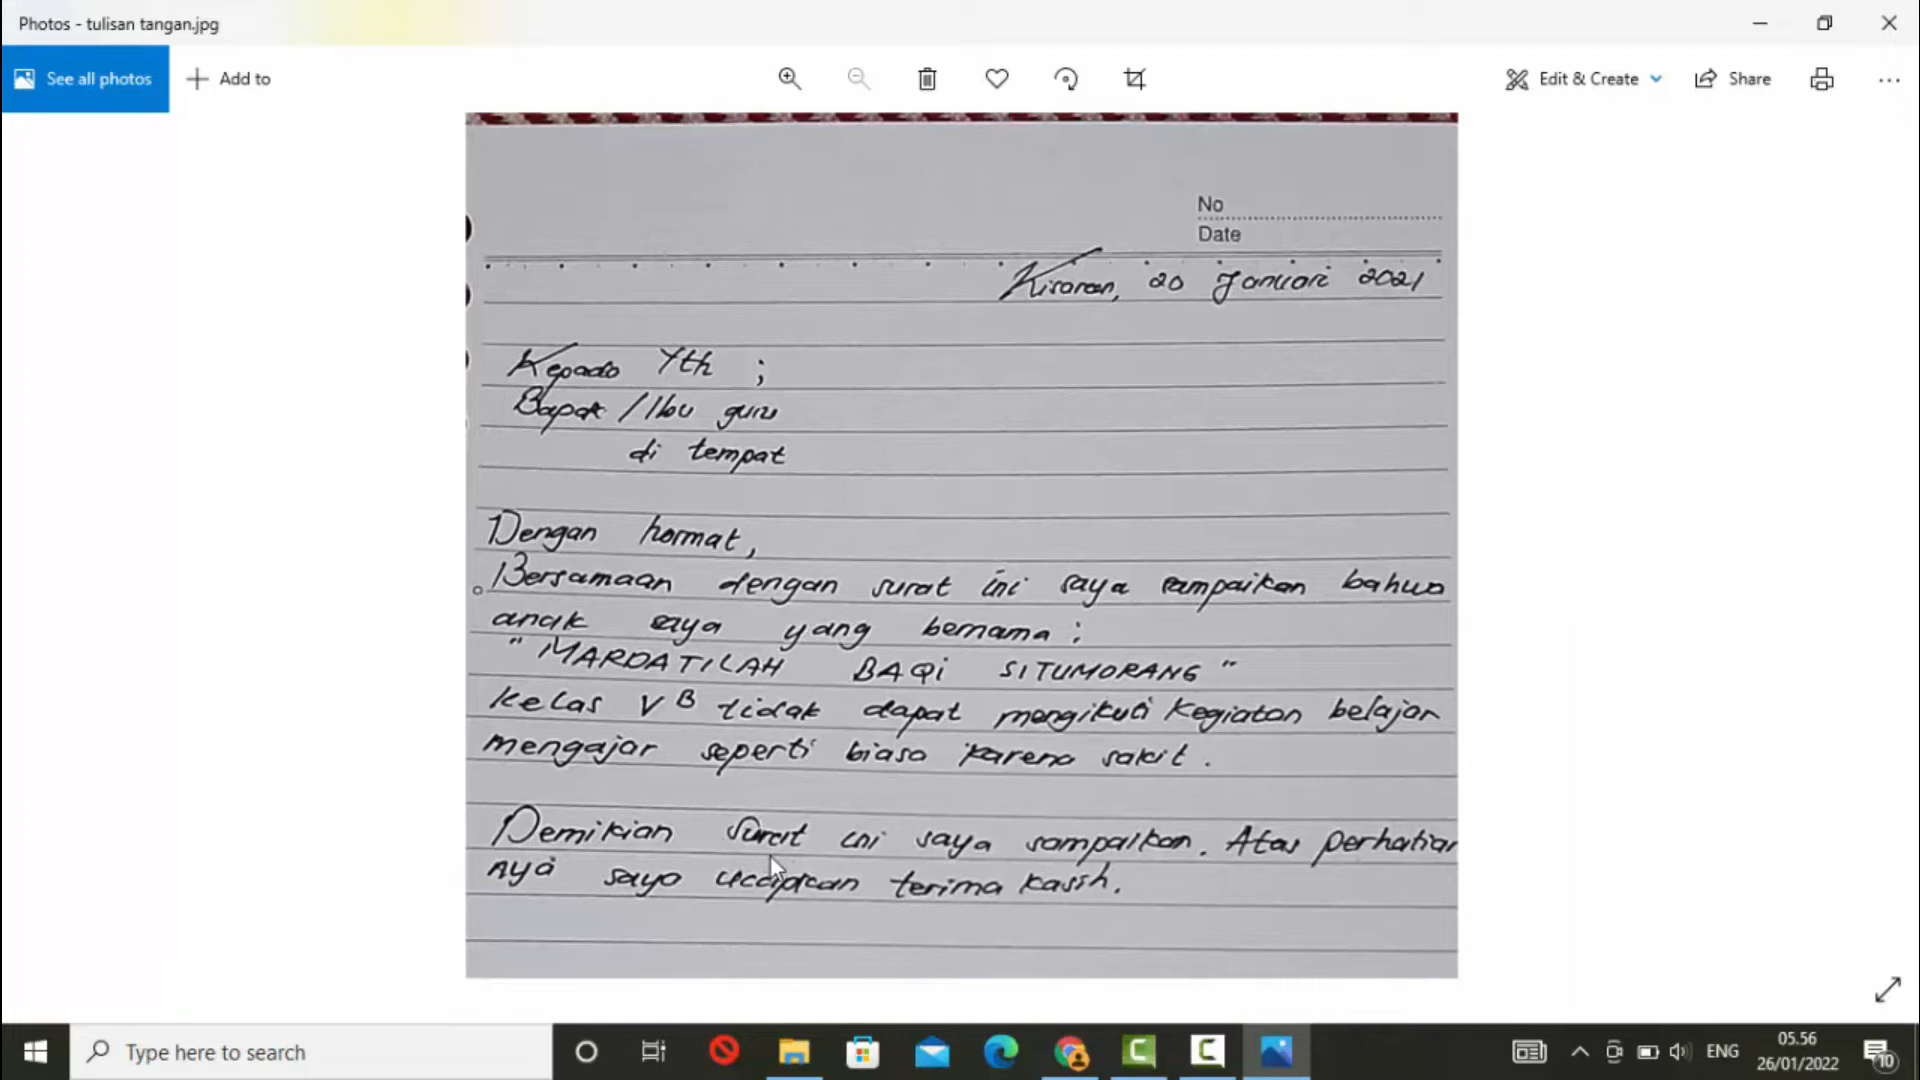 Photos - tulisan tangan.jpg
See all photos
Add to
Edit & Create
Share
No
Date
Kisaran, 20 Januari 2021
Kepada Yth ;
Bapak / Ibu guru
di tempat
Dengan hormat,
Bersamaan dengan surat ini saya sampaikan bahwa
anak saya yang bernama :
" MARDATILAH BAQI SITUMORANG "
Kelas V B tidak dapat mengikuti kegiatan belajar
mengajar seperti biasa karena sakit.
Demikian surat ini saya sampaikan. Atas perhatian
nya saya ucapkan terima kasih.
Type here to search
ENG
05.56
26/01/2022
10